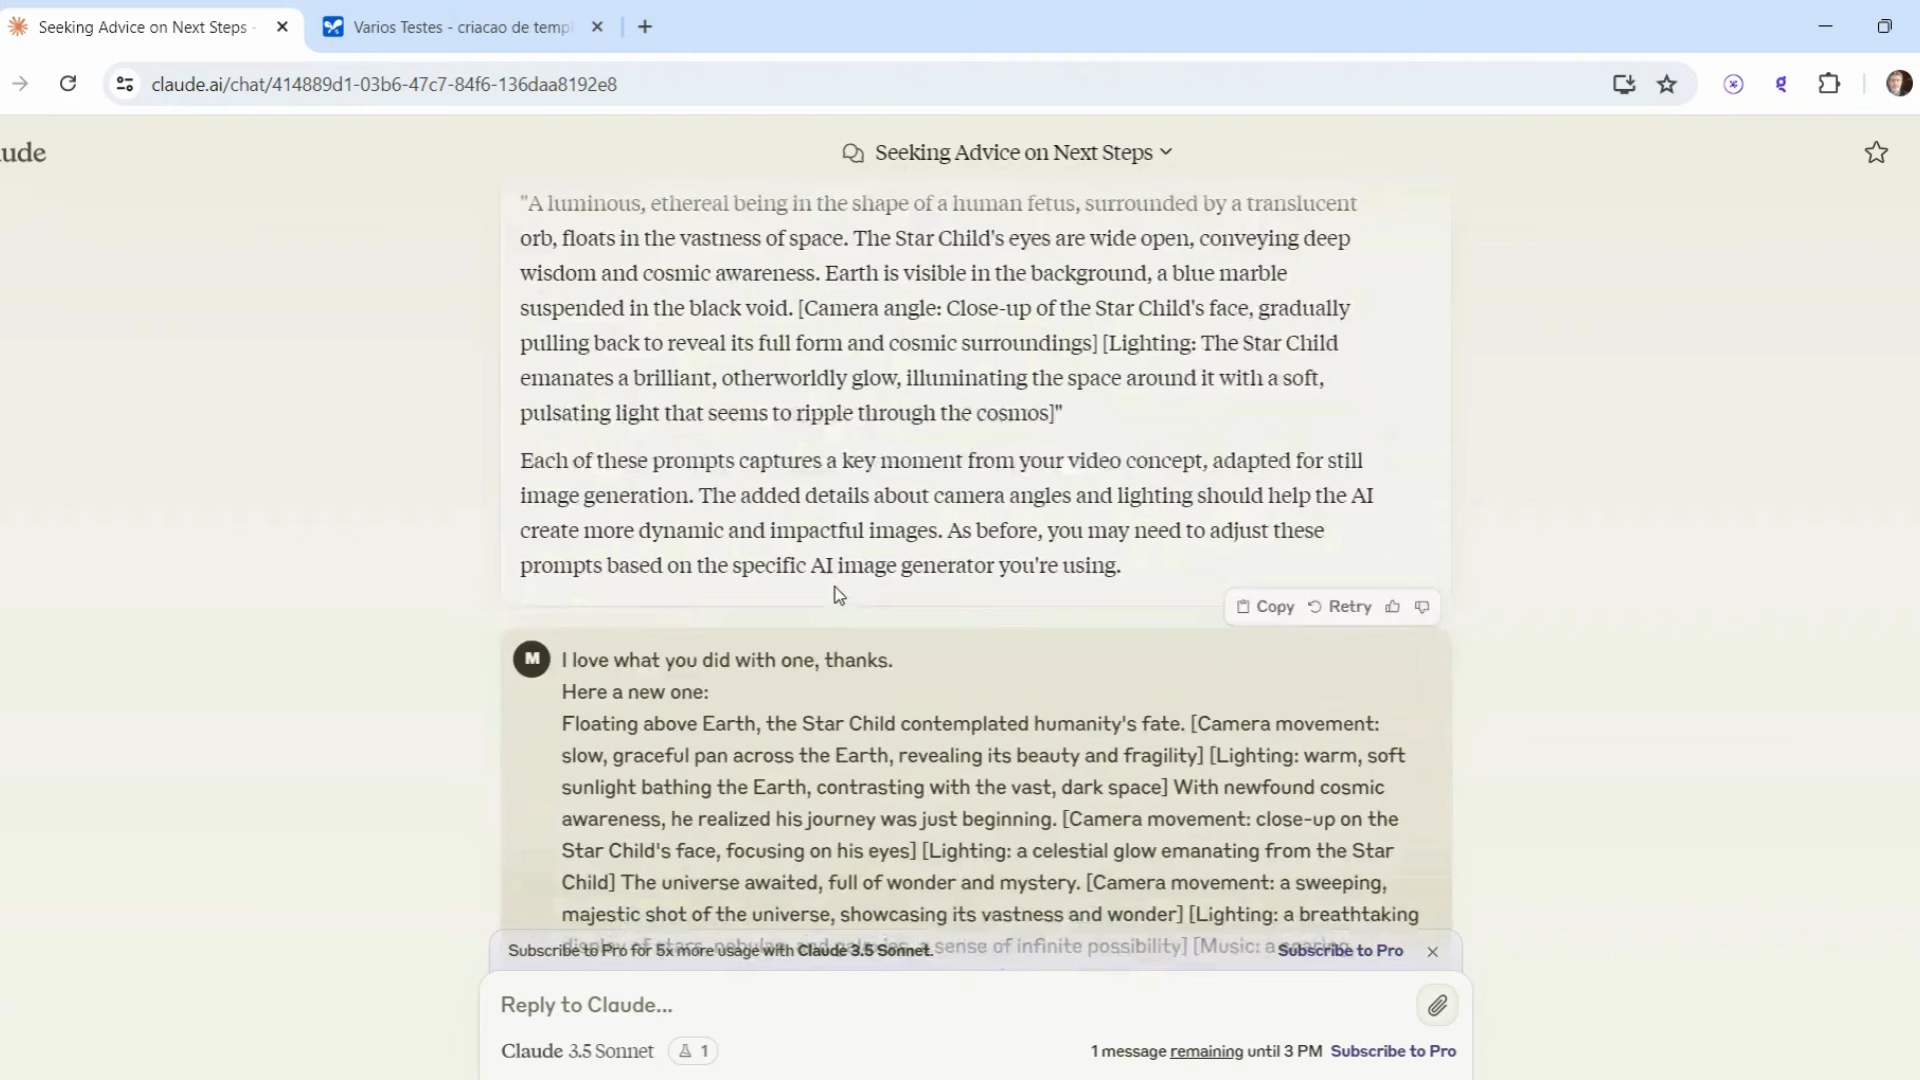 Seeking Advice on Next Steps -
Varios Testes - criacao de temp
claude.ai/chat/414889d1-03b6-47c7-84f6-136daa8192e8
ude
Seeking Advice on Next Steps
"A luminous, ethereal being in the shape of a human fetus, surrounded by a translucent
orb, floats in the vastness of space. The Star Child's eyes are wide open, conveying deep
wisdom and cosmic awareness. Earth is visible in the background, a blue marble
suspended in the black void. [Camera angle: Close-up of the Star Child's face, gradually
pulling back to reveal its full form and cosmic surroundings] [Lighting: The Star Child
emanates a brilliant, otherworldly glow, illuminating the space around it with a soft,
pulsating light that seems to ripple through the cosmos]"
Each of these prompts captures a key moment from your video concept, adapted for still
image generation. The added details about camera angles and lighting should help the AI
create more dynamic and impactful images. As before, you may need to adjust these
prompts based on the specific AI image generator you're using.
Copy Retry
M
I love what you did with one, thanks.
Here a new one:
Floating above Earth, the Star Child contemplated humanity's fate. [Camera movement:
slow, graceful pan across the Earth, revealing its beauty and fragility] [Lighting: warm, soft
sunlight bathing the Earth, contrasting with the vast, dark space] With newfound cosmic
awareness, he realized his journey was just beginning. [Camera movement: close-up on the
Star Child's face, focusing on his eyes] [Lighting: a celestial glow emanating from the Star
Child] The universe awaited, full of wonder and mystery. [Camera movement: a sweeping,
majestic shot of the universe, showcasing its vastness and wonder] [Lighting: a breathtaking
display of stars, nebulae, and galaxies, a sense of infinite possibility] [Music: a soaring
Subscribe to Pro for 5x more usage with Claude 3.5 Sonnet. Subscribe to Pro
Reply to Claude...
Claude 3.5 Sonnet 1
1 message remaining until 3 PM Subscribe to Pro